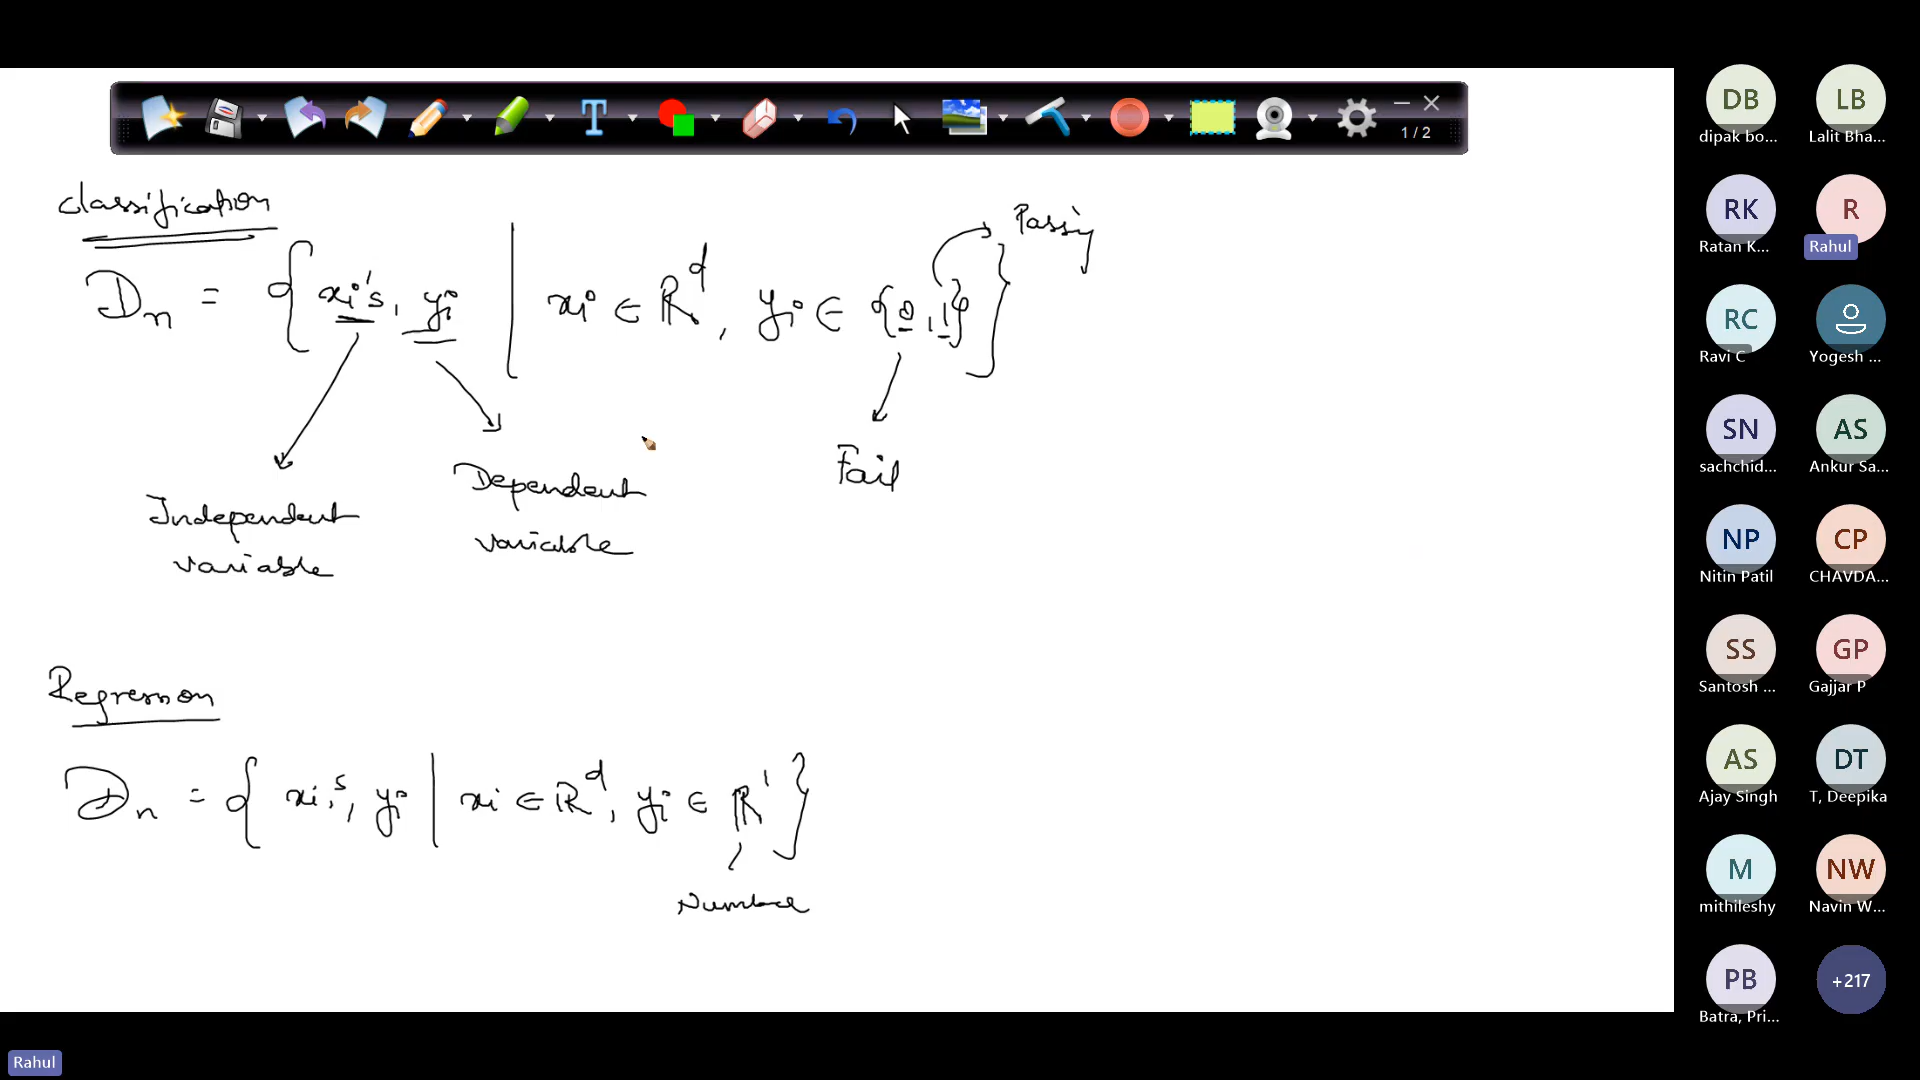 1 / 2
classification
Dn = { xi's, yi | xi ∈ R^d, yi ∈ {0, 1} }
Passing
Fail
Independent
variable
Dependent
variable
Regression
Dn = { xi's, yi | xi ∈ R^d, yi ∈ R^1 }
Number
DB
LB
dipak bo...
Lalit Bha...
RK
R
Ratan K...
Rahul
RC
Ravi C
Yogesh ...
SN
AS
sachchid...
Ankur Sa...
NP
CP
Nitin Patil
CHAVDA...
SS
GP
Santosh ...
Gajjar P
AS
DT
Ajay Singh
T, Deepika
M
NW
mithileshy
Navin W...
PB
+217
Batra, Pri...
Rahul